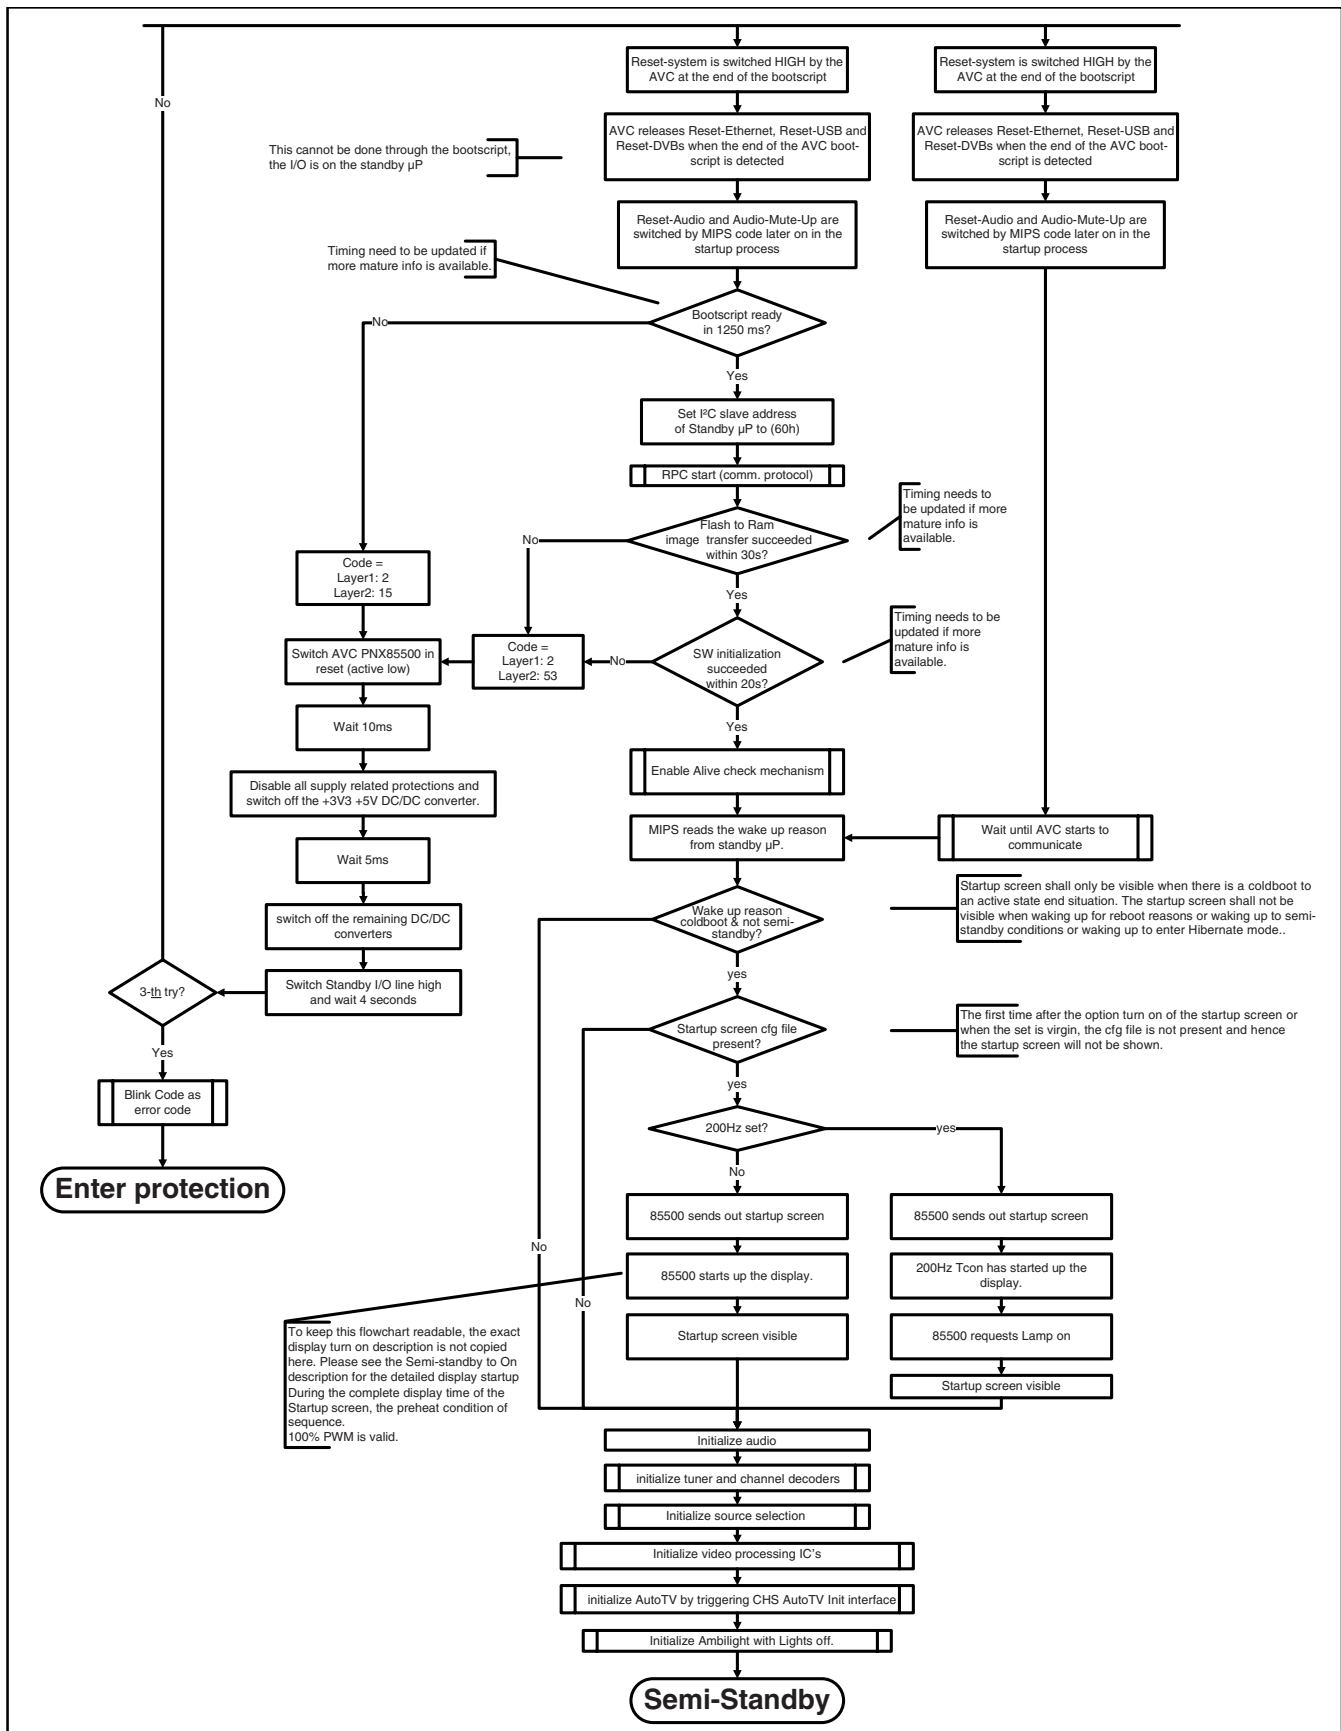 Reset-system is switched HIGH by the
AVC at the end of the bootscript
Reset-system is switched HIGH by the
AVC at the end of the bootscript
No
AVC releases Reset-Ethernet, Reset-USB and
Reset-DVBs when the end of the AVC boot-
script is detected
AVC releases Reset-Ethernet, Reset-USB and
Reset-DVBs when the end of the AVC boot-
script is detected
This cannot be done through the bootscript,
the I/O is on the standby µP
Reset-Audio and Audio-Mute-Up are
switched by MIPS code later on in the
startup process
Reset-Audio and Audio-Mute-Up are
switched by MIPS code later on in the
startup process
Timing need to be updated if
more mature info is available.
Bootscript ready
in 1250 ms?
No
Yes
Set I²C slave address
of Standby µP to (60h)
RPC start (comm. protocol)
Timing needs to
be updated if more
mature info is
available.
Flash to Ram
image transfer succeeded
within 30s?
No
Code =
Layer1: 2
Layer2: 15
Yes
Timing needs to be
updated if more
mature info is
available.
SW initialization
succeeded
within 20s?
No
Code =
Layer1: 2
Layer2: 53
Switch AVC PNX85500 in
reset (active low)
Wait 10ms
Yes
Enable Alive check mechanism
Disable all supply related protections and
switch off the +3V3 +5V DC/DC converter.
MIPS reads the wake up reason
from standby µP.
Wait until AVC starts to
communicate
Wait 5ms
Startup screen shall only be visible when there is a coldboot to
an active state end situation. The startup screen shall not be
visible when waking up for reboot reasons or waking up to semi-
standby conditions or waking up to enter Hibernate mode..
Wake up reason
coldboot & not semi-
standby?
switch off the remaining DC/DC
converters
yes
Switch Standby I/O line high
and wait 4 seconds
3-th try?
Startup screen cfg file
present?
The first time after the option turn on of the startup screen or
when the set is virgin, the cfg file is not present and hence
the startup screen will not be shown.
Yes
yes
Blink Code as
error code
200Hz set?
yes
No
Enter protection
85500 sends out startup screen
85500 sends out startup screen
No
85500 starts up the display.
200Hz Tcon has started up the
display.
No
To keep this flowchart readable, the exact
display turn on description is not copied
here. Please see the Semi-standby to On
description for the detailed display startup
During the complete display time of the
Startup screen, the preheat condition of
sequence.
100% PWM is valid.
Startup screen visible
85500 requests Lamp on
Startup screen visible
Initialize audio
initialize tuner and channel decoders
Initialize source selection
Initialize video processing IC's
initialize AutoTV by triggering CHS AutoTV Init interface
Initialize Ambilight with Lights off.
Semi-Standby